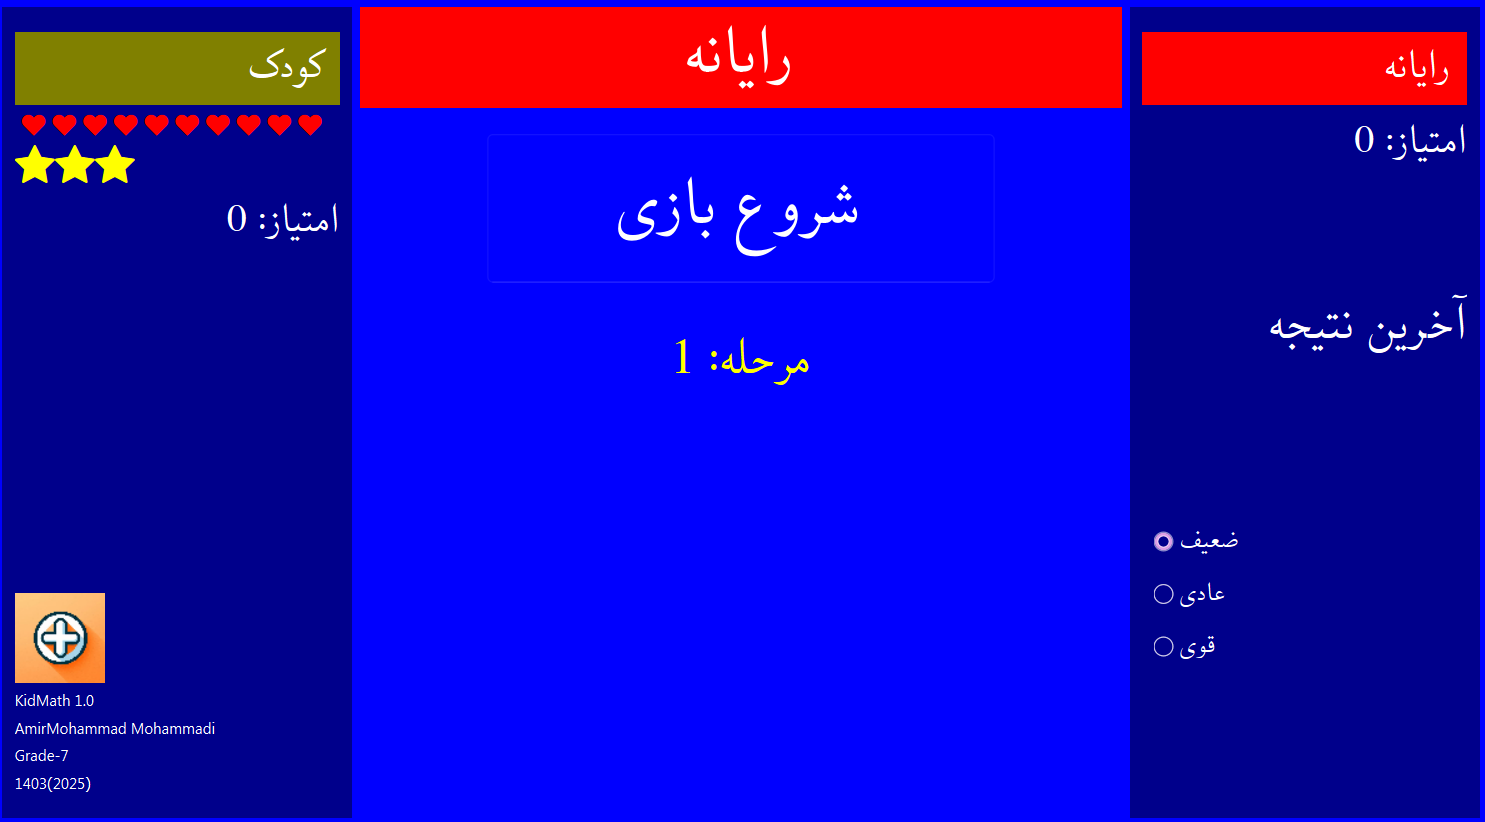 رایانه
امتیاز: 0
آخرین نتیجه
ضعیف
عادی
قوی
رایانه
شروع بازی
مرحله: 1
کودک
امتیاز: 0
KidMath 1.0
AmirMohammad Mohammadi
Grade-7
1403(2025)